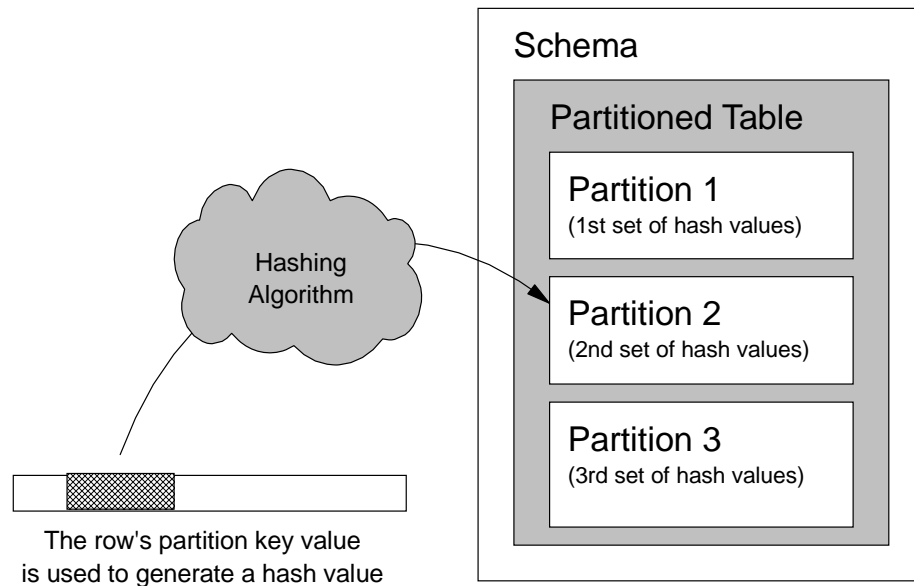 Schema
Partitioned Table
Partition 1
(1st set of hash values)
Hashing
Algorithm
Partition 2
(2nd set of hash values)
Partition 3
(3rd set of hash values)
The row's partition key value
is used to generate a hash value